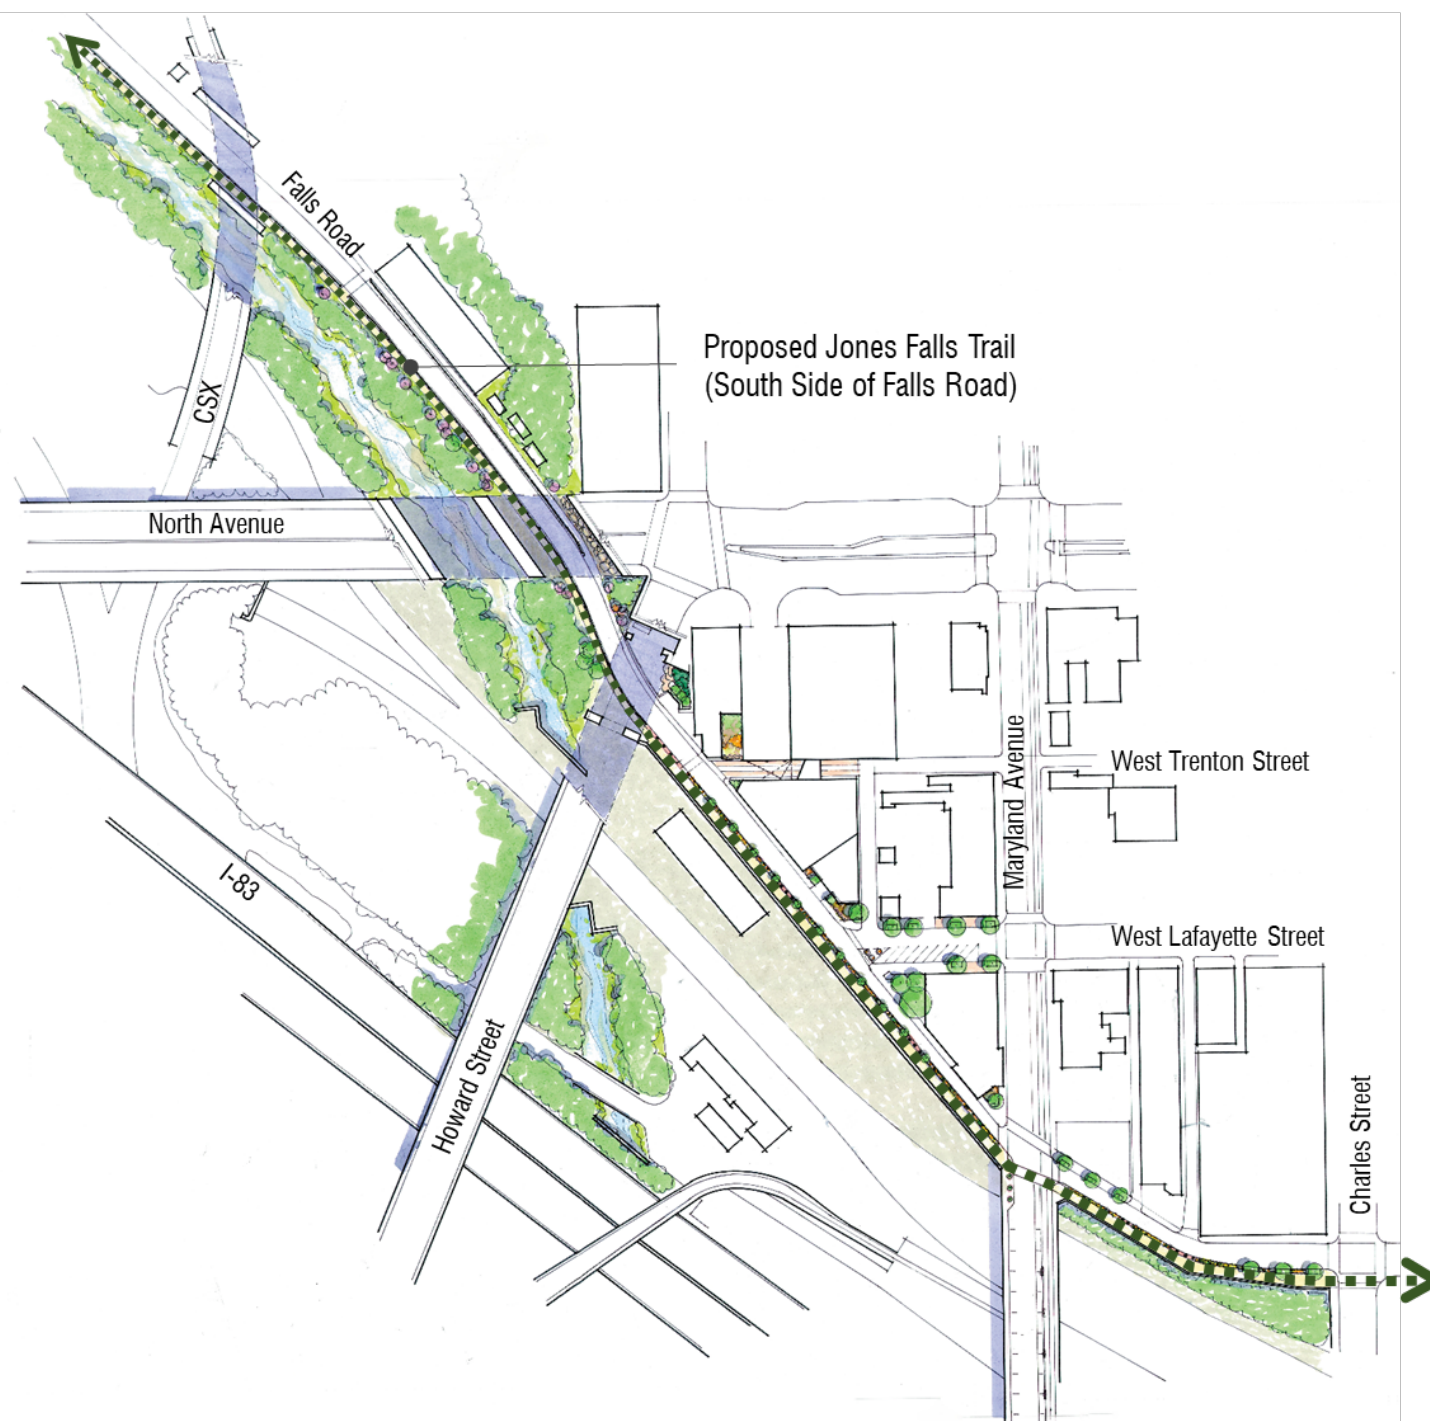 Falls Road
Proposed Jones Falls Trail
(South Side of Falls Road)
CSX
North Avenue
Maryland Avenue
West Trenton Street
I-83
West Lafayette Street
Howard Street
Charles Street